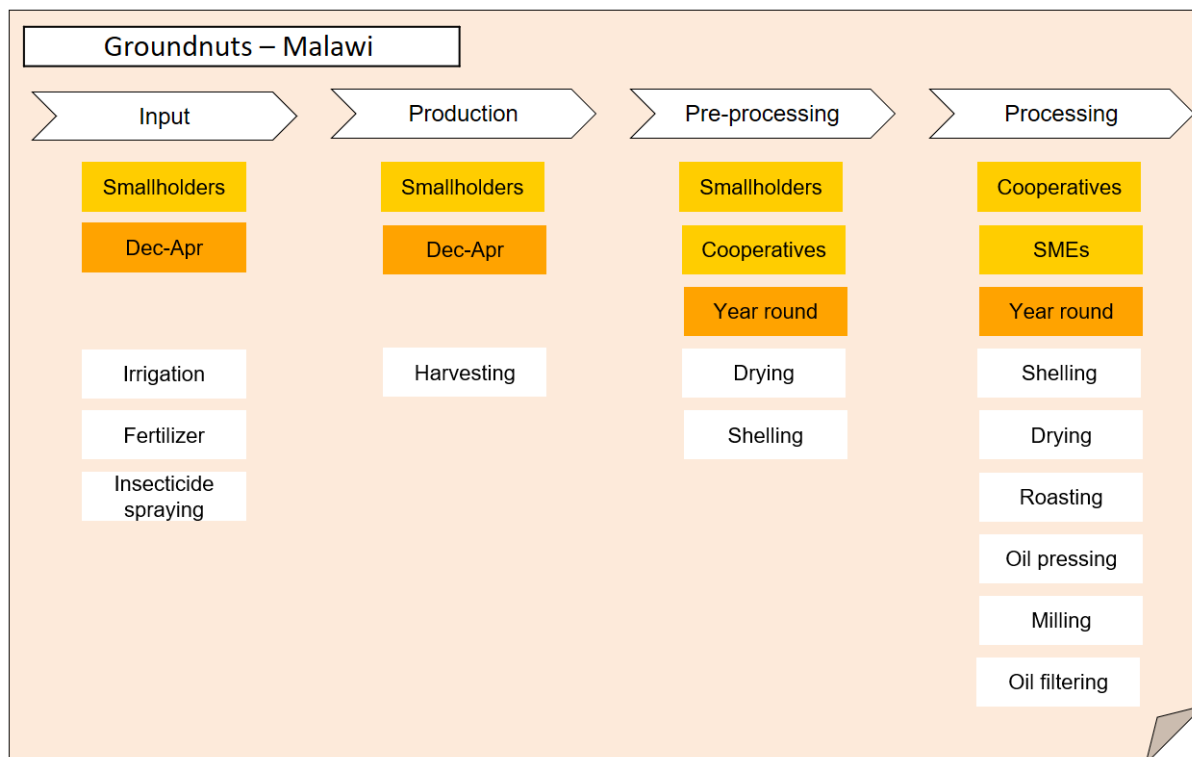 Groundnuts – Malawi
Input
Production
Pre-processing
Processing
Smallholders
Smallholders
Smallholders
Cooperatives
Dec-Apr
Dec-Apr
Cooperatives
SMEs
Year round
Year round
Irrigation
Harvesting
Drying
Shelling
Fertilizer
Shelling
Drying
Insecticide
spraying
Roasting
Oil pressing
Milling
Oil filtering